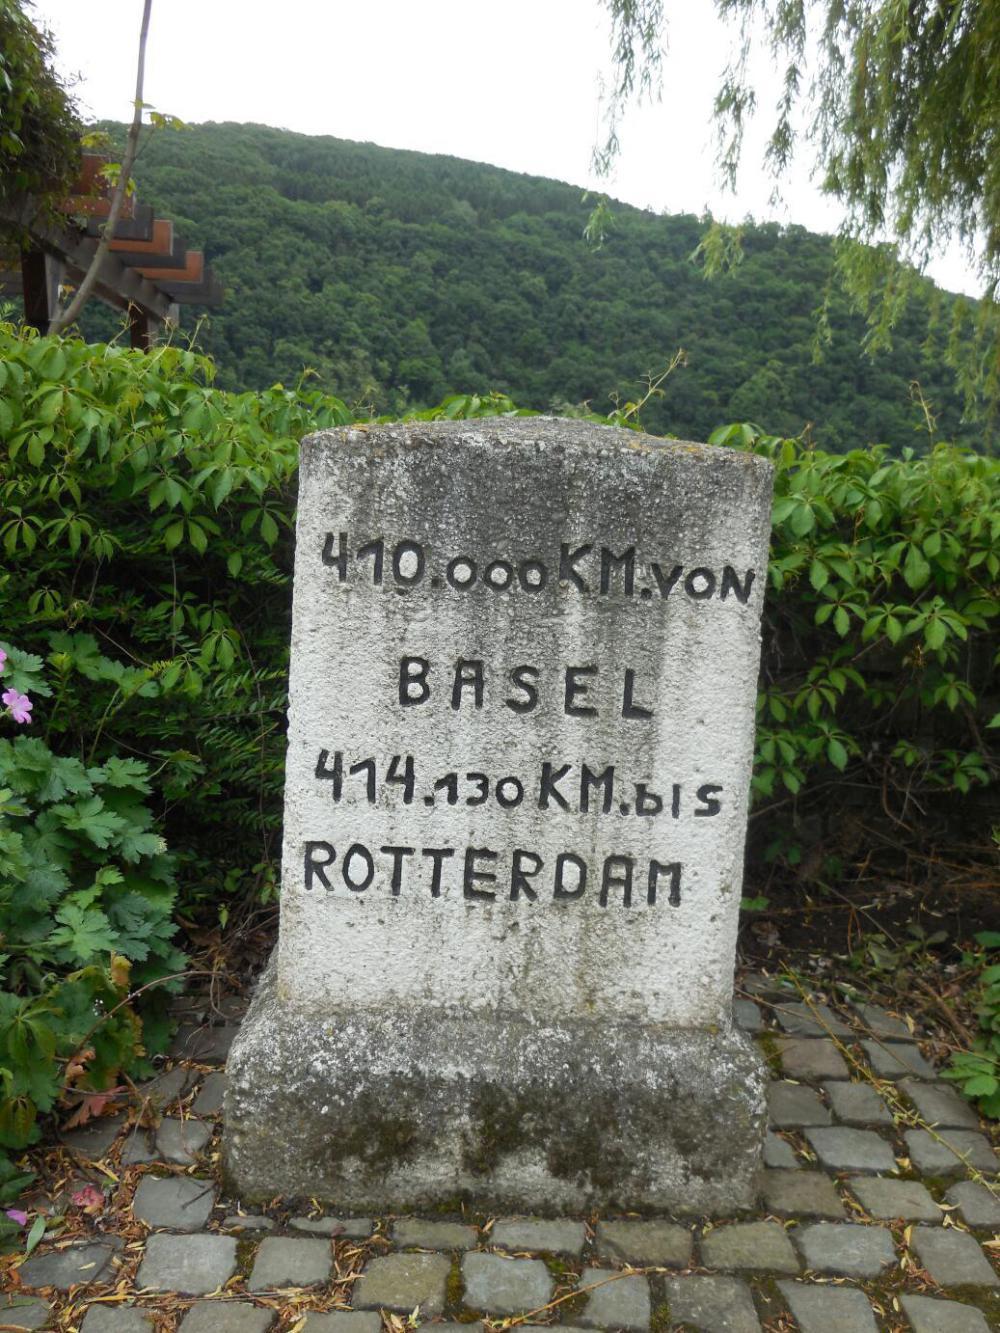 410.000 KM.VON
BASEL
414.130 KM.bIS
ROTTERDAM